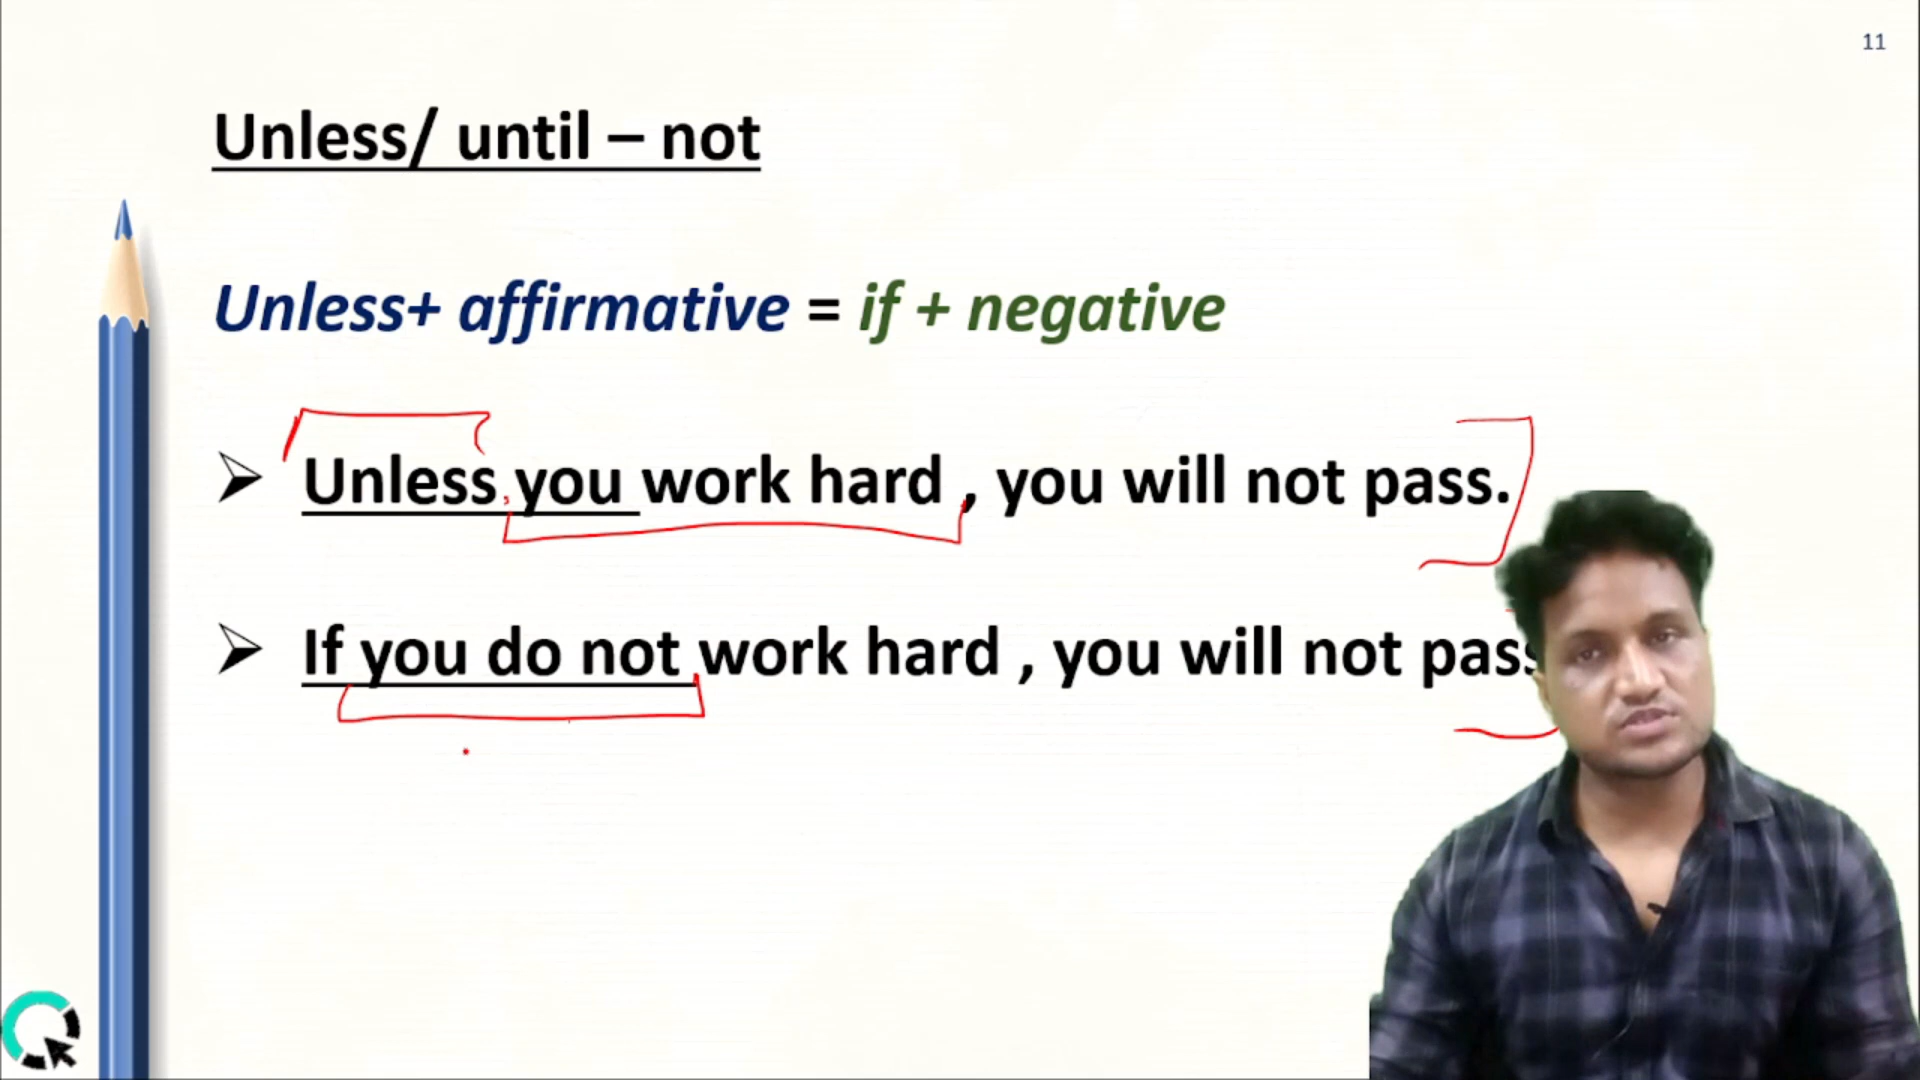 11
Unless/ until – not
Unless+ affirmative = if + negative
Unless you work hard , you will not pass.
If you do not work hard , you will not pass